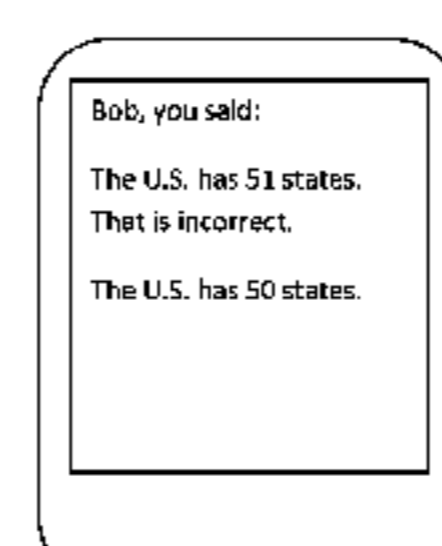 Bob, you said:
The U.S. has 51 states.
That is incorrect.
The U.S. has 50 states.